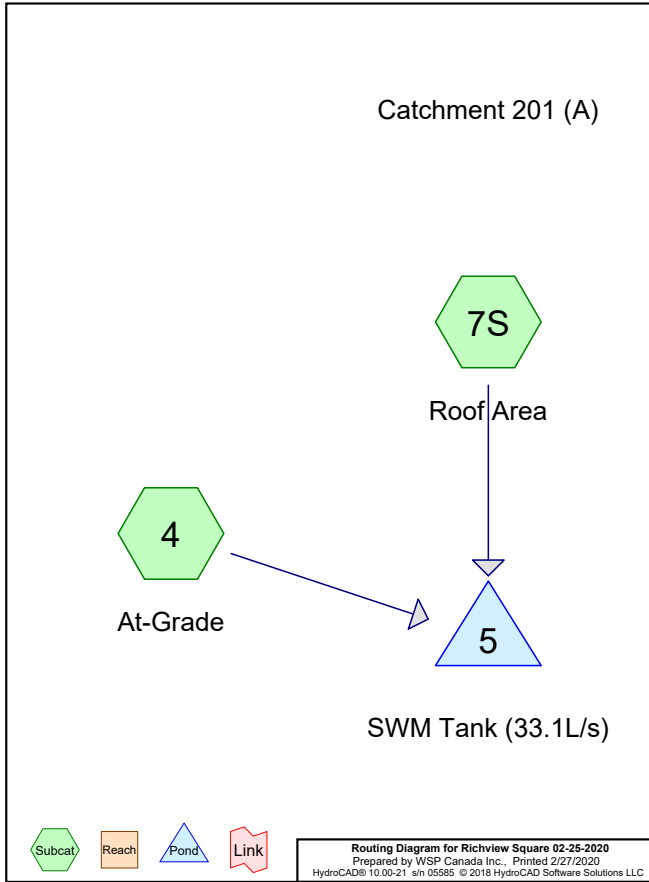 Catchment 201 (A)
7S
Roof Area
4
At-Grade
5
SWM Tank (33.1L/s)
Subcat
Reach
Pond
Link
Routing Diagram for Richview Square 02-25-2020
Prepared by WSP Canada Inc., Printed 2/27/2020
HydroCAD® 10.00-21 s/n 05585 © 2018 HydroCAD Software Solutions LLC